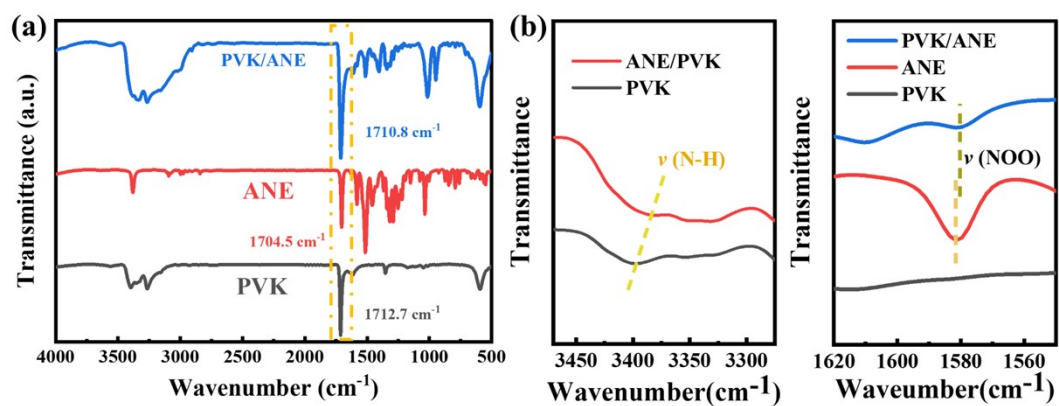 (a)
PVK/ANE
1710.8 cm-1
ANE
1704.5 cm-1
PVK
1712.7 cm-1
Transmittance (a.u.)
4000 3500 3000 2500 2000 1500 1000 500
Wavenumber (cm-1)
(b)
ANE/PVK
PVK
ν (N-H)
Transmittance
3450 3400 3350 3300
Wavenumber(cm-1)
PVK/ANE
ANE
PVK
ν (NOO)
Transmittance
1620 1600 1580 1560
Waveumber(cm-1)